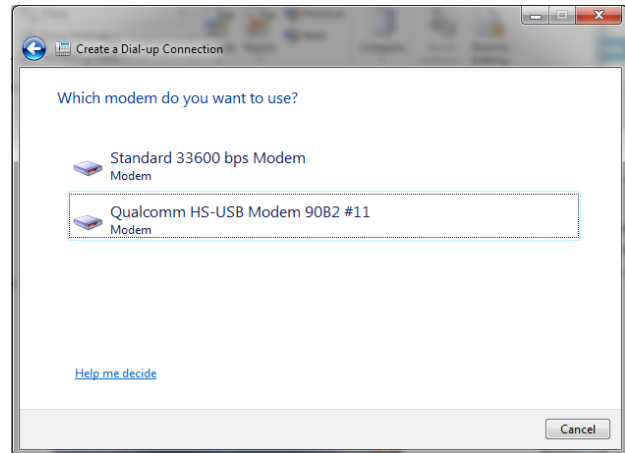 Create a Dial-up Connection
Which modem do you want to use?
Standard 33600 bps Modem
Modem
Qualcomm HS-USB Modem 90B2 #11
Modem
Help me decide
Cancel